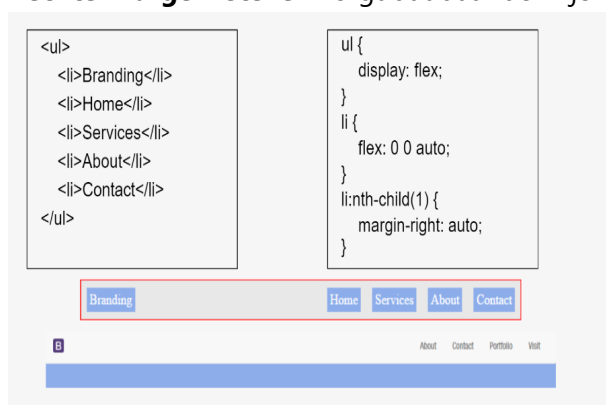 <ul>
<li>Branding</li>
<li>Home</li>
<li>Services</li>
<li>About</li>
<li>Contact</li>
</ul>
ul {
display: flex;
}
li {
flex: 0 0 auto;
}
li:nth-child(1) {
margin-right: auto;
}
Branding Home Services About Contact
B About Contact Portfolio Visit